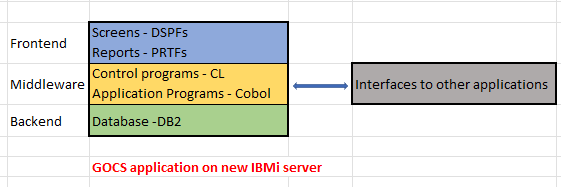 Frontend
Screens - DSPFs
Reports - PRTFs
Middleware
Control programs - CL
Application Programs - Cobol
Interfaces to other applications
Backend
Database -DB2
GOCS application on new IBMi server